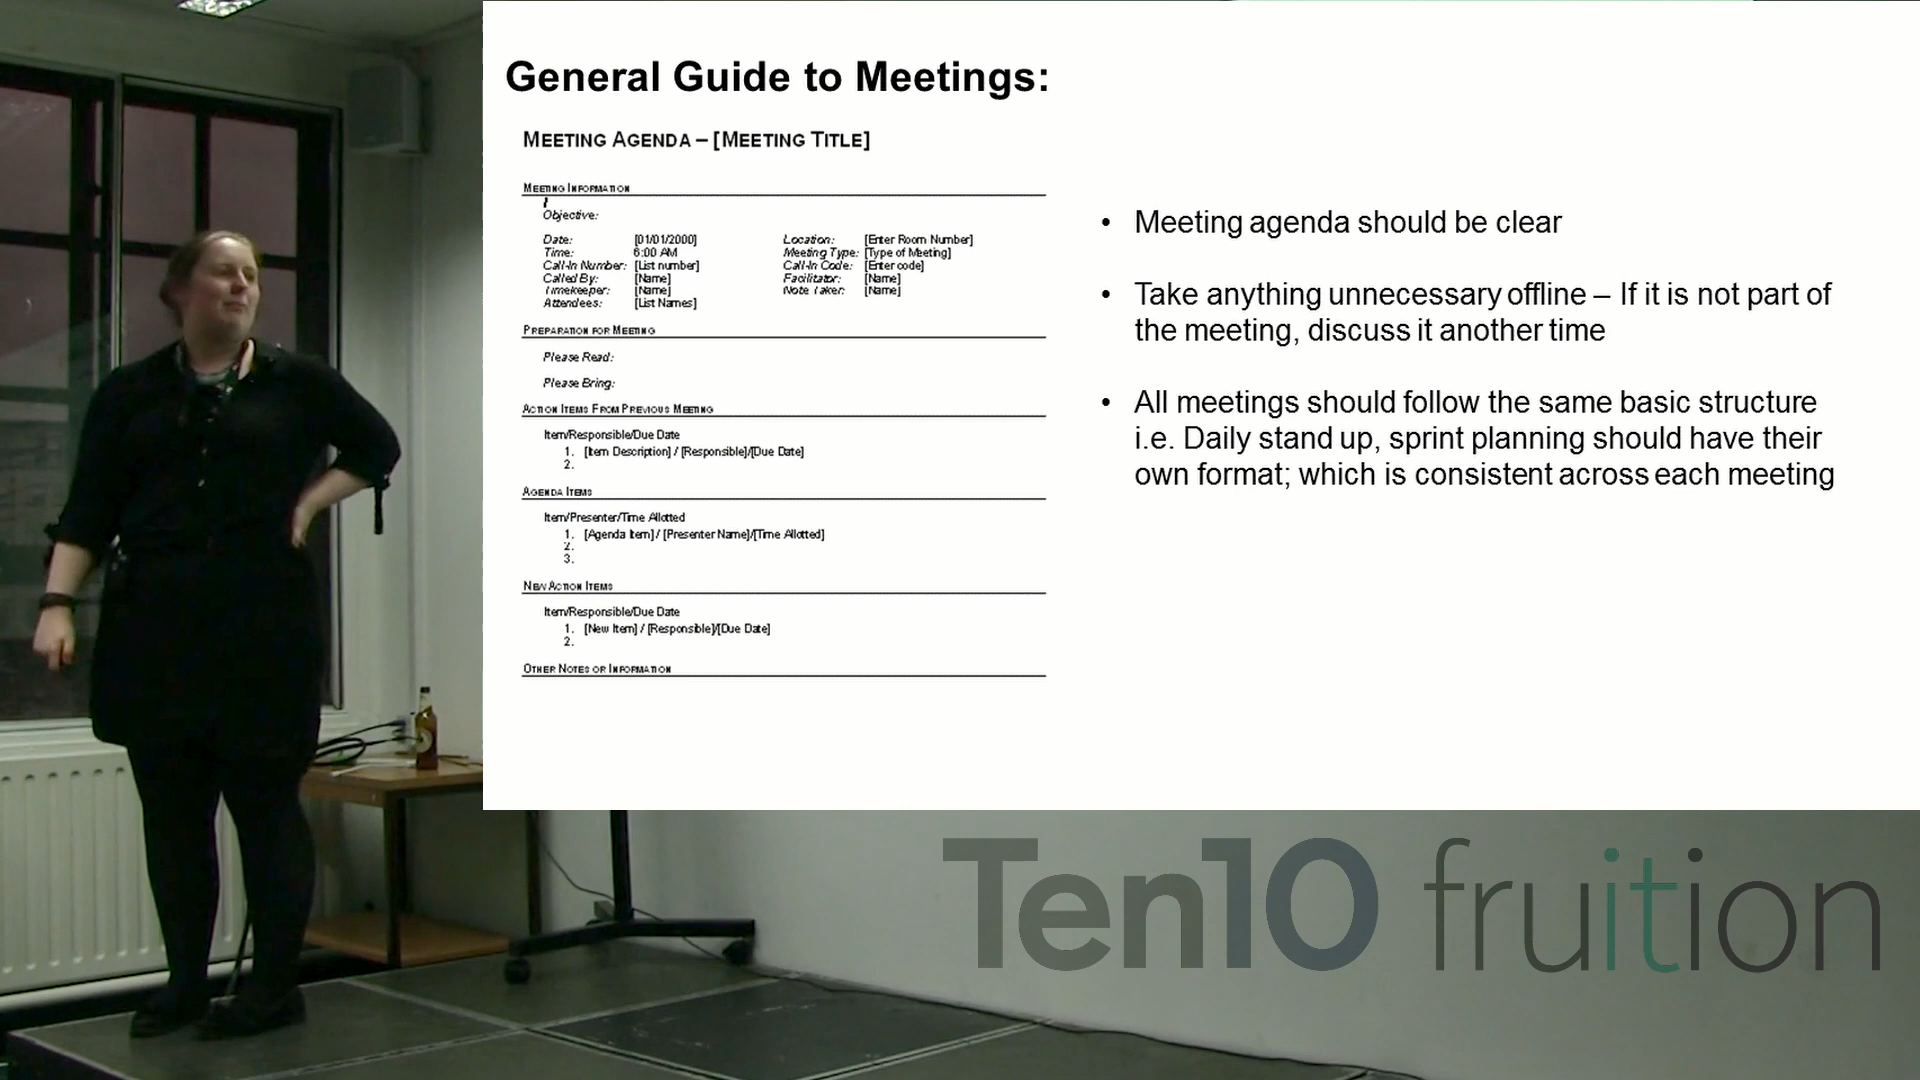 General Guide to Meetings:
MEETING AGENDA – [MEETING TITLE]
MEETING INFORMATION
Objective:
Date: [01/01/2000] Location: [Enter Room Number]
Time: 6:00 AM Meeting Type: [Type of Meeting]
Call-In Number: [List number] Call-In Code: [Enter code]
Called By: [Name] Facilitator: [Name]
Timekeeper: [Name] Note Taker: [Name]
Attendees: [List Names]
PREPARATION FOR MEETING
Please Read:
Please Bring:
ACTION ITEMS FROM PREVIOUS MEETING
Item/Responsible/Due Date
1. [Item Description] / [Responsible]/[Due Date]
2.
AGENDA ITEMS
Item/Presenter/Time Allotted
1. [Agenda Item] / [Presenter Name]/[Time Allotted]
2.
3.
NEW ACTION ITEMS
Item/Responsible/Due Date
1. [New Item] / [Responsible]/[Due Date]
2.
OTHER NOTES OR INFORMATION
• Meeting agenda should be clear
• Take anything unnecessary offline – If it is not part of
the meeting, discuss it another time
• All meetings should follow the same basic structure
i.e. Daily stand up, sprint planning should have their
own format; which is consistent across each meeting
Ten10 fruition